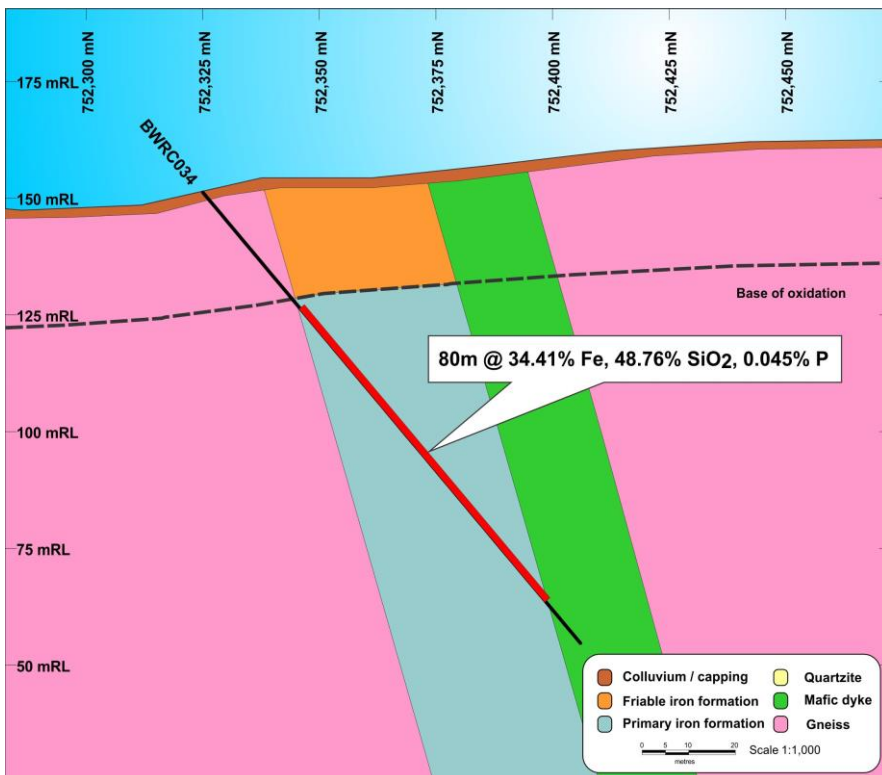 752,300 mN
752,325 mN
752,350 mN
752,375 mN
752,400 mN
752,425 mN
752,450 mN
175 mRL
BWRC034
150 mRL
125 mRL
Base of oxidation
80m @ 34.41% Fe, 48.76% SiO2, 0.045% P
100 mRL
75 mRL
50 mRL
Colluvium / capping
Quartzite
Friable iron formation
Mafic dyke
Primary iron formation
Gneiss
0 5 10 20
metres
Scale 1:1,000